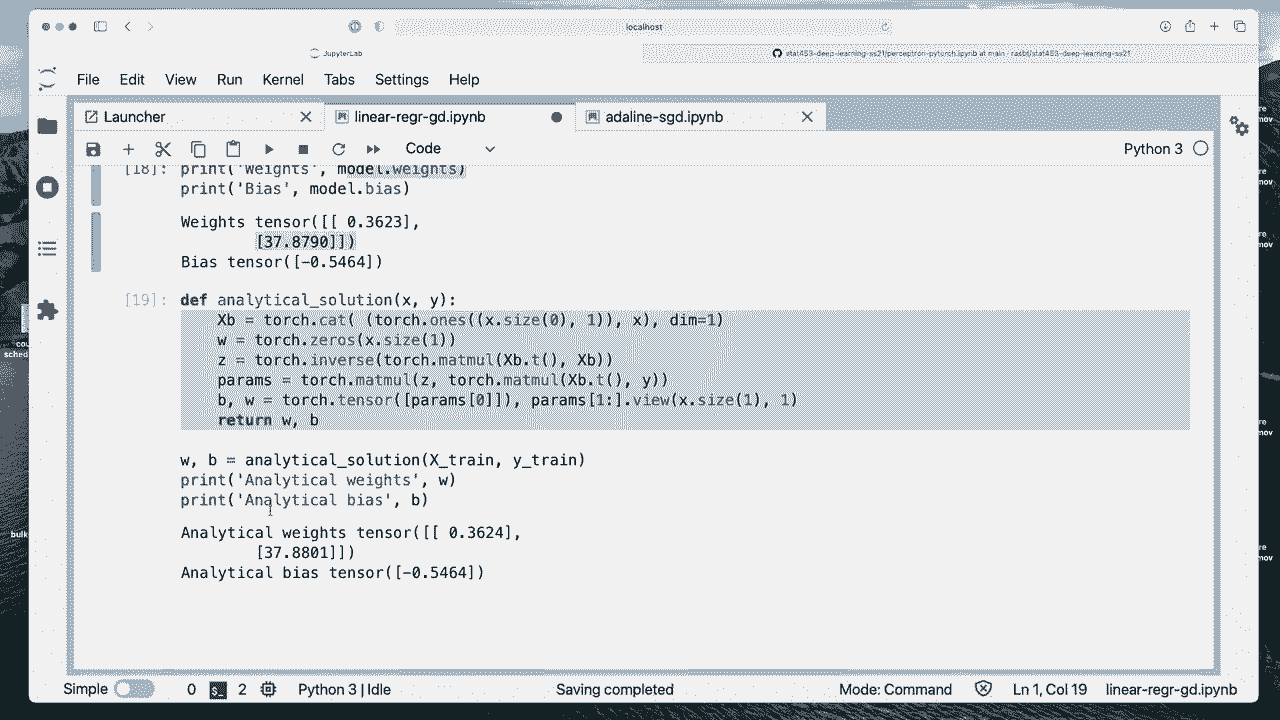 localhost
JupyterLab
stat453-deep-learning-ss21/perceptron-pytorch.ipynb at main · rasbt/stat453-deep-learning-ss21
File Edit View Run Kernel Tabs Settings Help
Launcher
linear-regr-gd.ipynb
adaline-sgd.ipynb
Code
Python 3
[18]: print('Weights', model.weights)
print('Bias', model.bias)
Weights tensor([[ 0.3623],
[37.8790]])
Bias tensor([-0.5464])
[19]: def analytical_solution(x, y):
Xb = torch.cat( (torch.ones((x.size(0), 1)), x), dim=1)
w = torch.zeros(x.size(1))
z = torch.inverse(torch.matmul(Xb.t(), Xb))
params = torch.matmul(z, torch.matmul(Xb.t(), y))
b, w = torch.tensor([params[0]]), params[1:].view(x.size(1), 1)
return w, b
w, b = analytical_solution(X_train, y_train)
print('Analytical weights', w)
print('Analytical bias', b)
Analytical weights tensor([[ 0.3624],
[37.8801]])
Analytical bias tensor([-0.5464])
Simple 0 2 Python 3 | Idle Saving completed Mode: Command Ln 1, Col 19 linear-regr-gd.ipynb
sched
bulk
mov
mov
mov
mov
mov